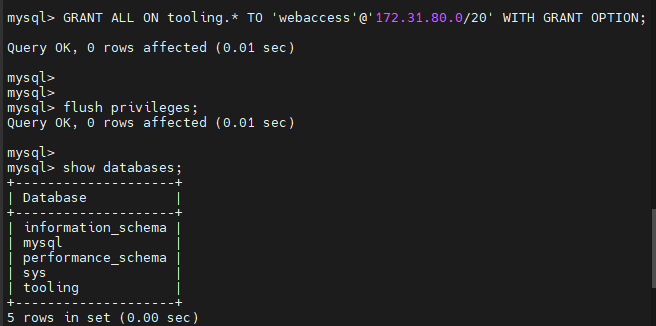 mysql> GRANT ALL ON tooling.* TO 'webaccess'@'172.31.80.0/20' WITH GRANT OPTION;
Query OK, 0 rows affected (0.01 sec)
mysql>
mysql>
mysql> flush privileges;
Query OK, 0 rows affected (0.01 sec)
mysql>
mysql> show databases;
+--------------------+
| Database           |
+--------------------+
| information_schema |
| mysql              |
| performance_schema |
| sys                |
| tooling            |
+--------------------+
5 rows in set (0.00 sec)